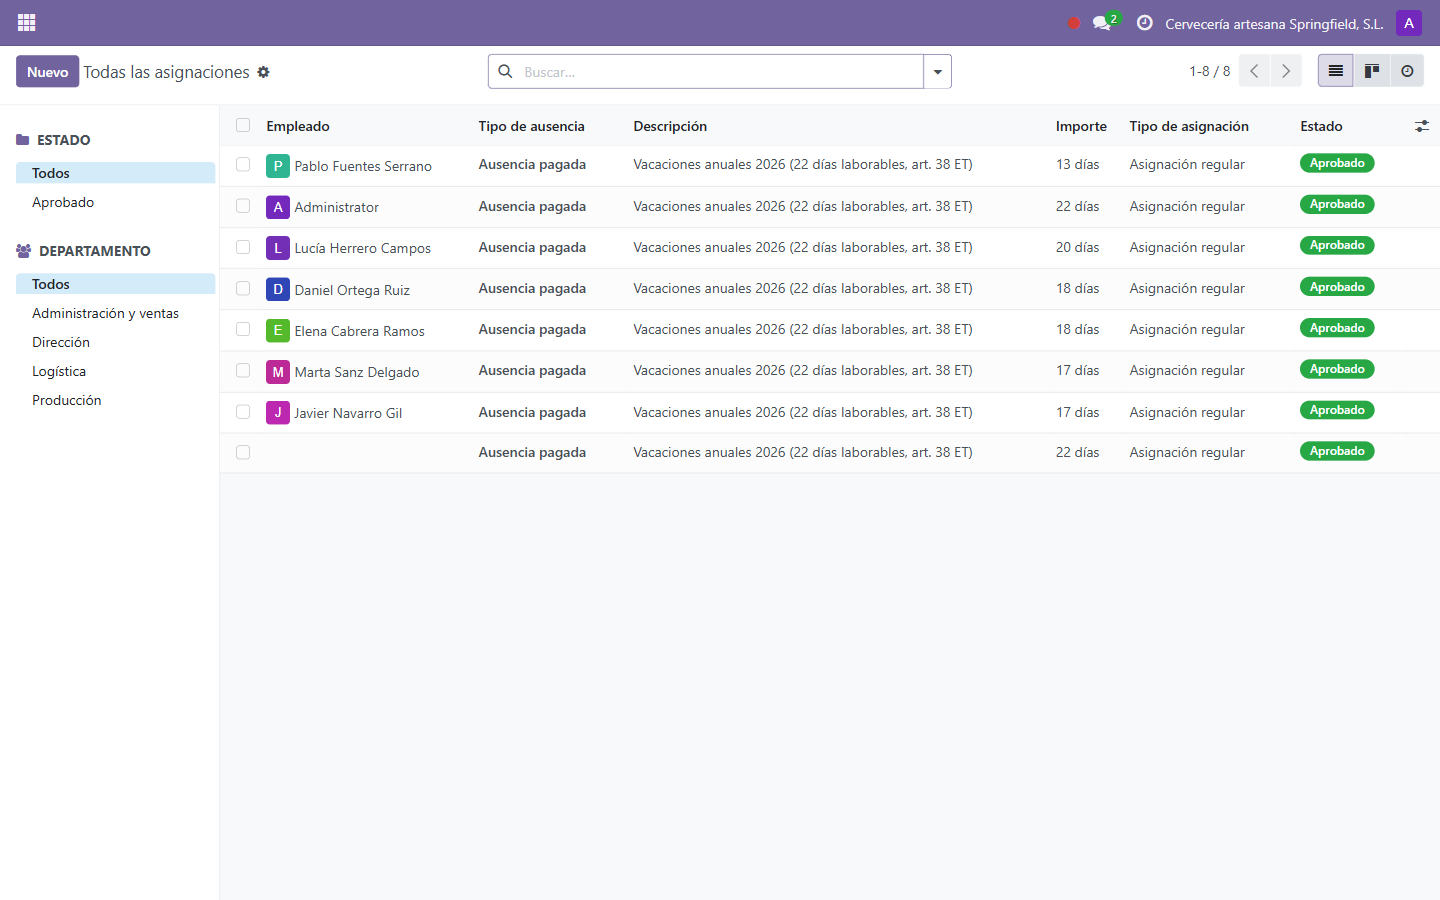 2
Cervecería artesana Springfield, S.L.
A
Nuevo
Todas las asignaciones
Buscar...
1-8 / 8
ESTADO
Todos
Aprobado
DEPARTAMENTO
Todos
Administración y ventas
Dirección
Logística
Producción
Empleado Tipo de ausencia Descripción Importe Tipo de asignación Estado
P Pablo Fuentes Serrano Ausencia pagada Vacaciones anuales 2026 (22 días laborables, art. 38 ET) 13 días Asignación regular Aprobado
A Administrator Ausencia pagada Vacaciones anuales 2026 (22 días laborables, art. 38 ET) 22 días Asignación regular Aprobado
L Lucía Herrero Campos Ausencia pagada Vacaciones anuales 2026 (22 días laborables, art. 38 ET) 20 días Asignación regular Aprobado
D Daniel Ortega Ruiz Ausencia pagada Vacaciones anuales 2026 (22 días laborables, art. 38 ET) 18 días Asignación regular Aprobado
E Elena Cabrera Ramos Ausencia pagada Vacaciones anuales 2026 (22 días laborables, art. 38 ET) 18 días Asignación regular Aprobado
M Marta Sanz Delgado Ausencia pagada Vacaciones anuales 2026 (22 días laborables, art. 38 ET) 17 días Asignación regular Aprobado
J Javier Navarro Gil Ausencia pagada Vacaciones anuales 2026 (22 días laborables, art. 38 ET) 17 días Asignación regular Aprobado
Ausencia pagada Vacaciones anuales 2026 (22 días laborables, art. 38 ET) 22 días Asignación regular Aprobado